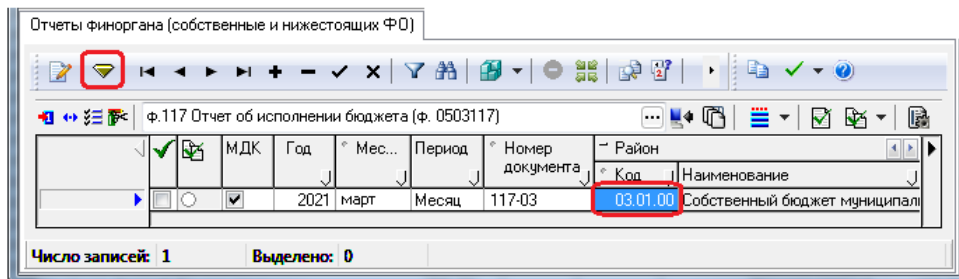 Отчеты финоргана (собственные и нижестоящих ФО)
ф.117 Отчет об исполнении бюджета (ф. 0503117)
МДК Год Мес... Период Номер документа Район
Код Наименование
2021 март Месяц 117-03 03.01.00 Собственный бюджет муниципал
Число записей: 1 Выделено: 0